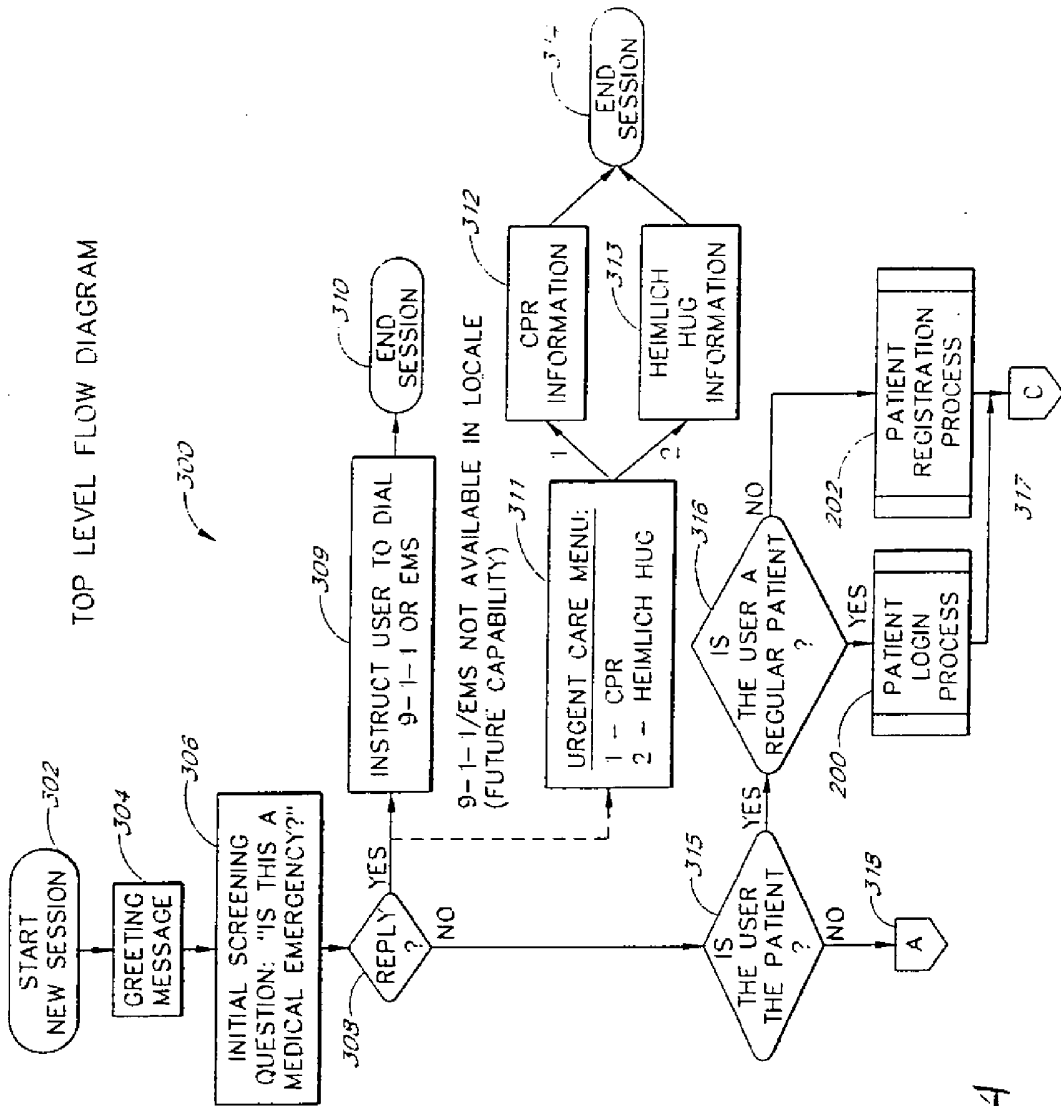 TOP LEVEL FLOW DIAGRAM
300
START
NEW SESSION
302
GREETING
MESSAGE
304
INITIAL SCREENING
QUESTION: "IS THIS A
MEDICAL EMERGENCY?"
306
REPLY
?
308
YES
NO
INSTRUCT USER TO DIAL
9-1-1 OR EMS
309
END
SESSION
310
9-1-1/EMS NOT AVAILABLE IN LOCALE
(FUTURE CAPABILITY)
URGENT CARE MENU:
1 - CPR
2 - HEIMLICH HUG
311
1
2
CPR
INFORMATION
312
HEIMLICH
HUG
INFORMATION
313
END
SESSION
IS
THE USER
THE PATIENT
?
315
YES
NO
A
318
IS
THE USER A
REGULAR PATIENT
?
316
YES
NO
PATIENT
LOGIN
PROCESS
200
PATIENT
REGISTRATION
PROCESS
202
317
C